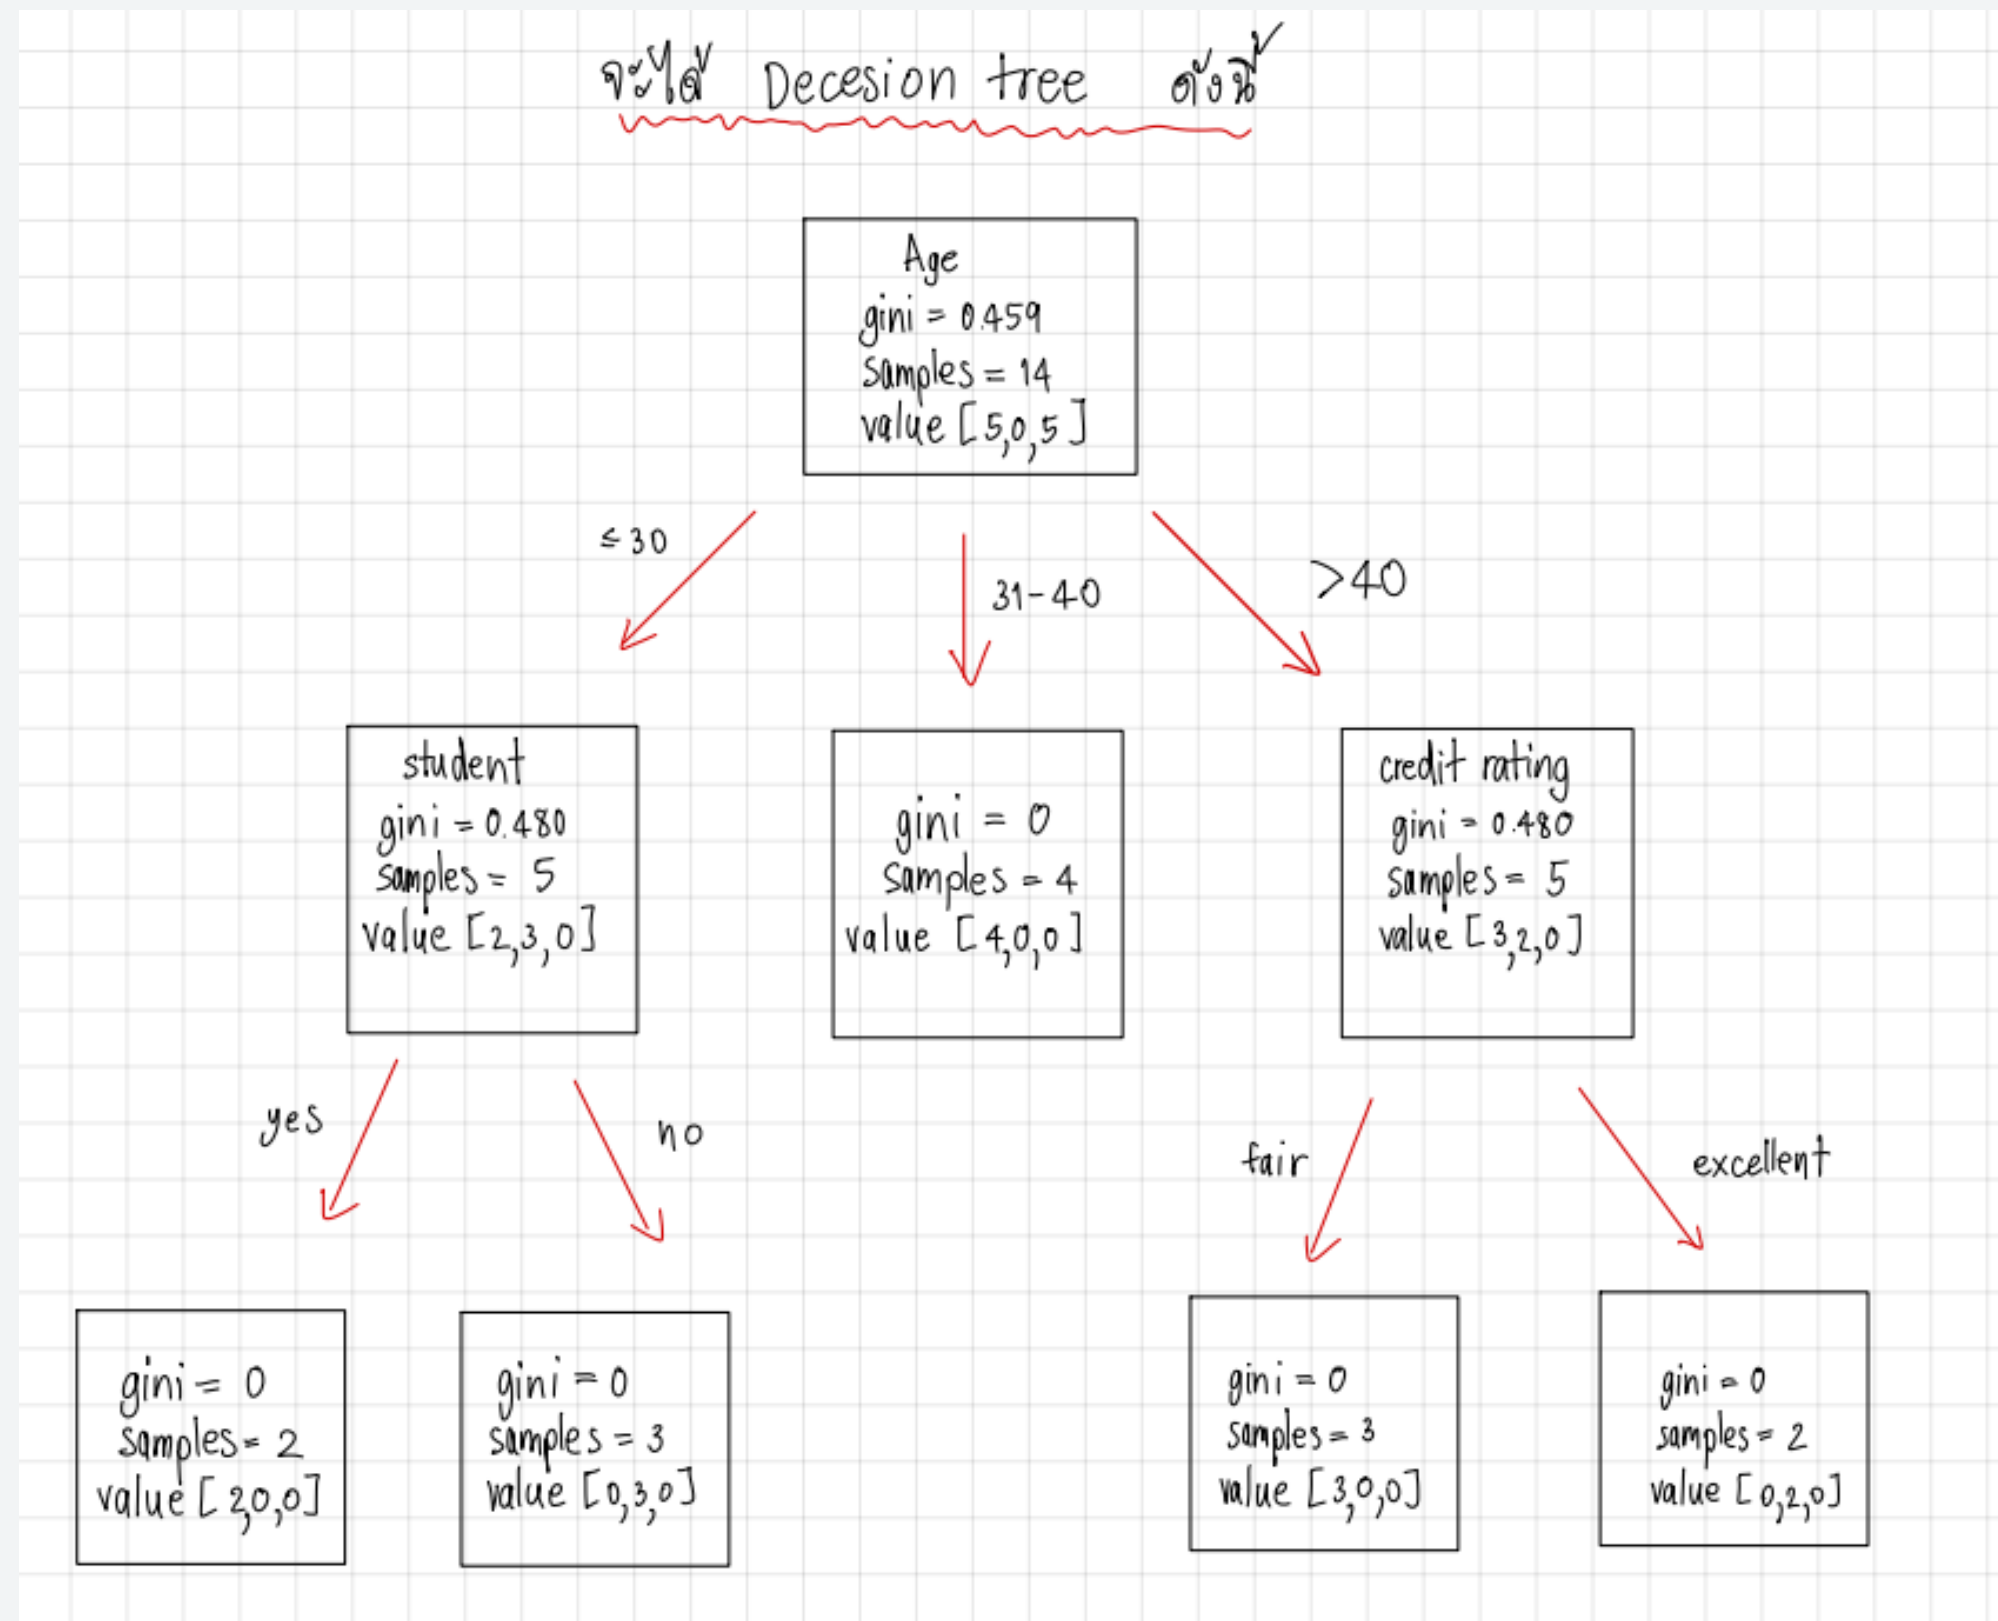 จะได้ Decesion tree ดังนี้
Age
gini = 0.459
samples = 14
value [5,0,5]
≤30
31-40
>40
student
gini = 0.480
samples = 5
value [2,3,0]
gini = 0
samples = 4
value [4,0,0]
credit rating
gini = 0.480
samples = 5
value [3,2,0]
yes
no
fair
excellent
gini = 0
samples = 2
value [2,0,0]
gini = 0
samples = 3
value [0,3,0]
gini = 0
samples = 3
value [3,0,0]
gini = 0
samples = 2
value [0,2,0]